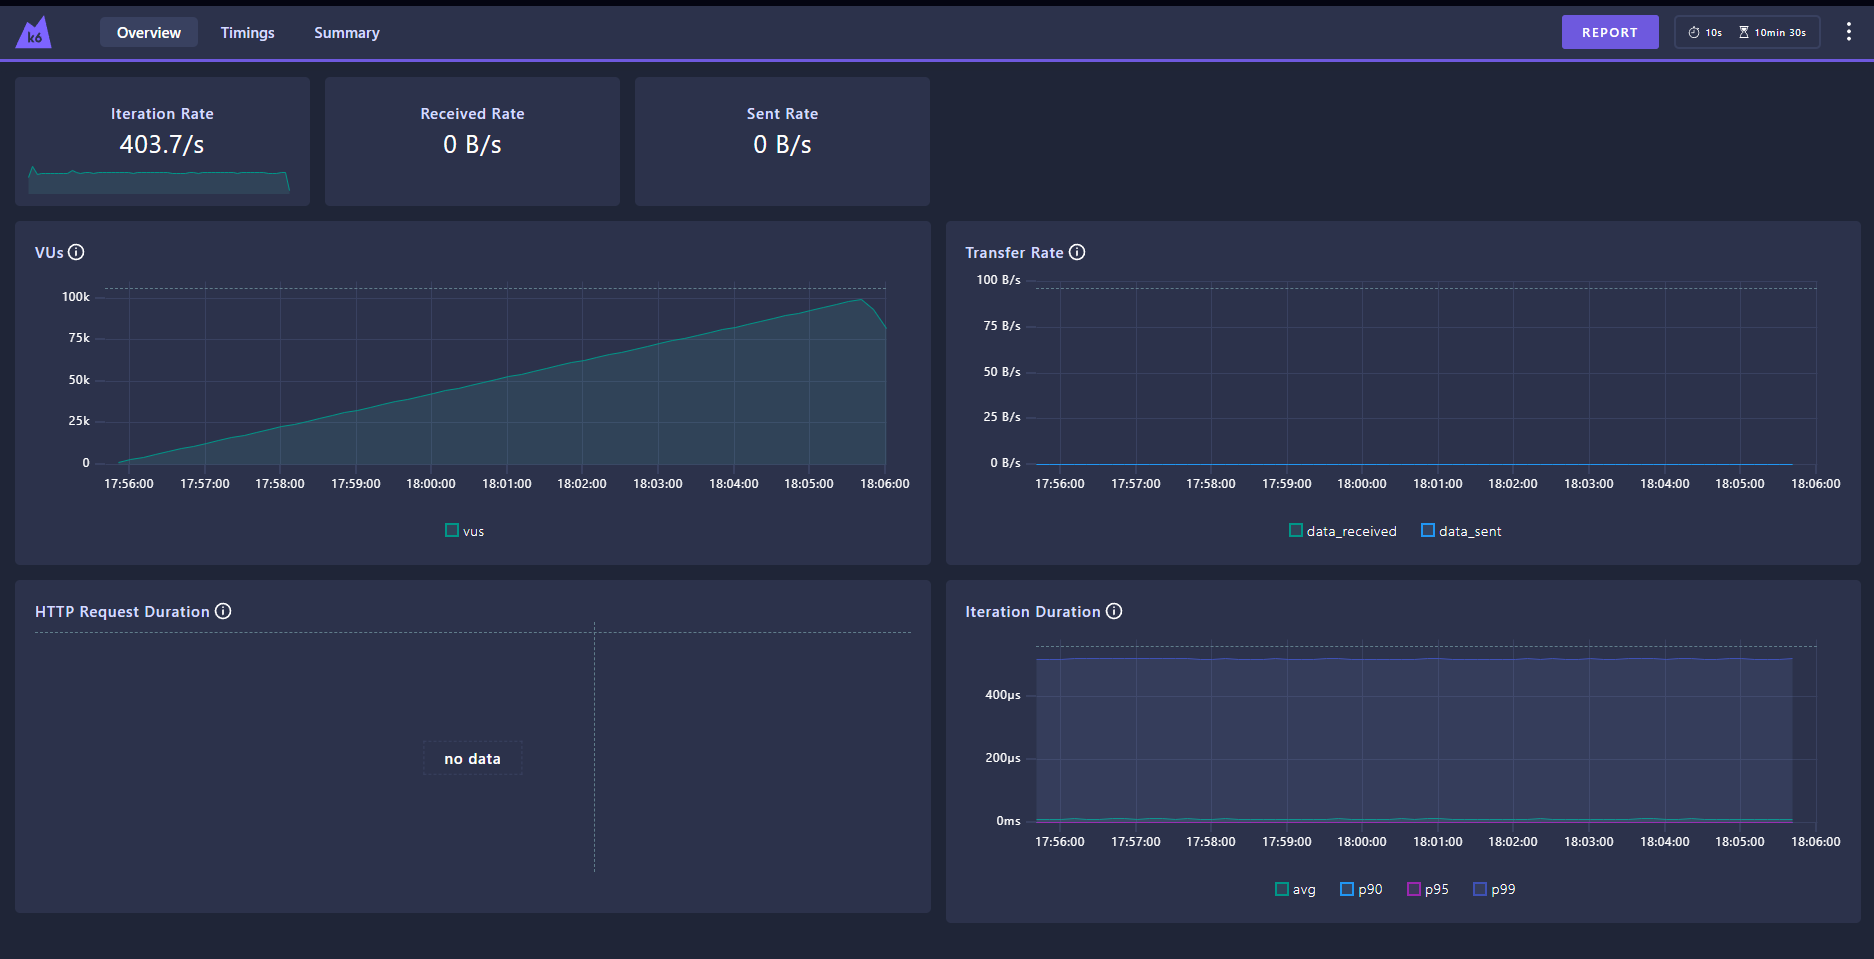 k6
Overview
Timings
Summary
REPORT
10s
10min 30s
Iteration Rate
403.7/s
Received Rate
0 B/s
Sent Rate
0 B/s
VUs
100k
75k
50k
25k
0
17:56:00 17:57:00 17:58:00 17:59:00 18:00:00 18:01:00 18:02:00 18:03:00 18:04:00 18:05:00 18:06:00
vus
Transfer Rate
100 B/s
75 B/s
50 B/s
25 B/s
0 B/s
17:56:00 17:57:00 17:58:00 17:59:00 18:00:00 18:01:00 18:02:00 18:03:00 18:04:00 18:05:00 18:06:00
data_received data_sent
HTTP Request Duration
no data
Iteration Duration
400μs
200μs
0ms
17:56:00 17:57:00 17:58:00 17:59:00 18:00:00 18:01:00 18:02:00 18:03:00 18:04:00 18:05:00 18:06:00
avg p90 p95 p99